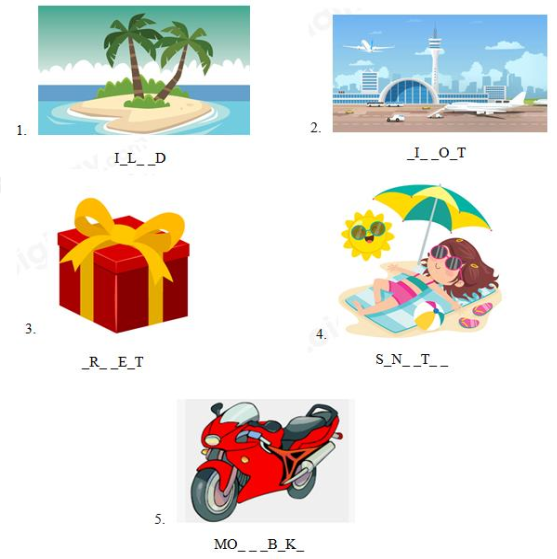 1.
I_L_ _D
2.
_I_ _O_T
3.
_R_ _E_T
4.
S_N_ _T_ _
5.
MO_ _ _B_K_